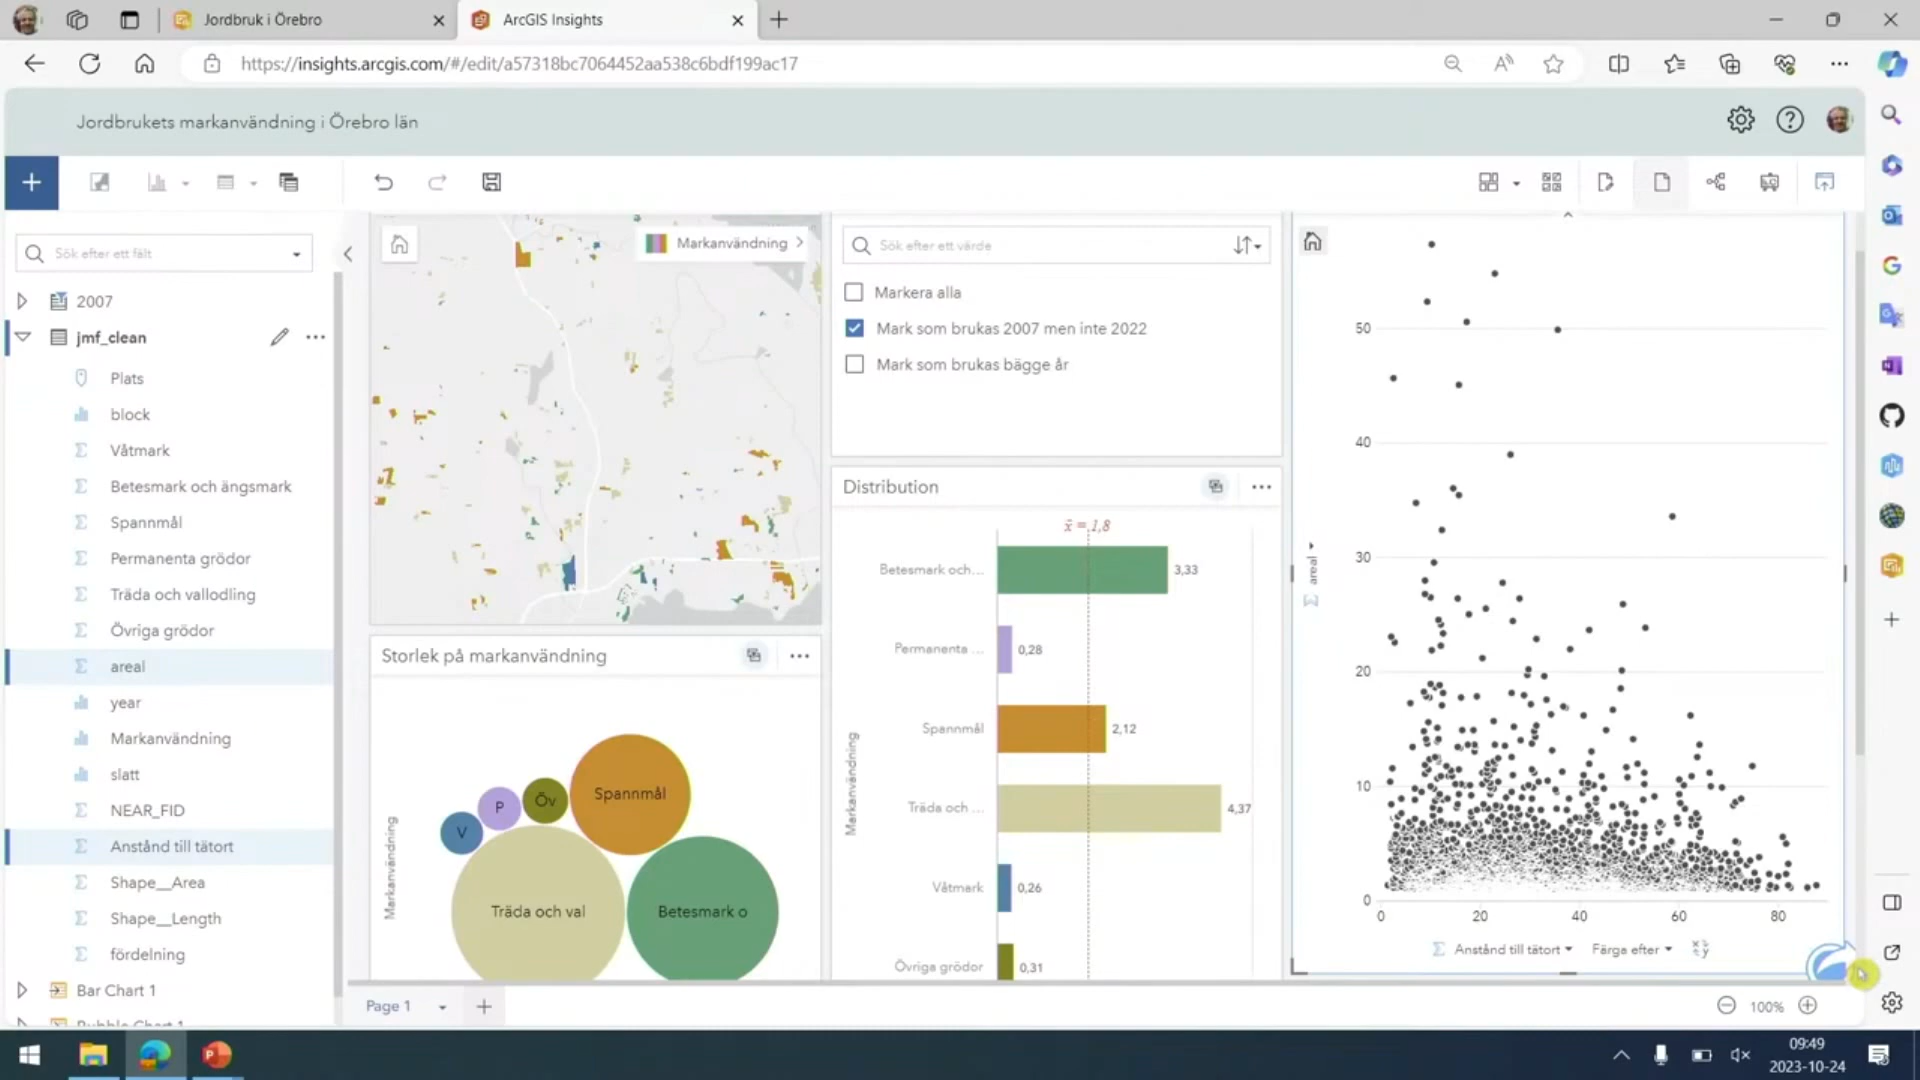 Jordbruk i Örebro
ArcGIS Insights
https://insights.arcgis.com/#/edit/a57318bc7064452aa538c6bdf199ac17
Jordbrukets markanvändning i Örebro län
Sök efter ett fält
2007
jmf_clean
Plats
block
Våtmark
Betesmark och ängsmark
Spannmål
Permanenta grödor
Träda och vallodling
Övriga grödor
areal
year
Markanvändning
slatt
NEAR_FID
Anstånd till tätort
Shape__Area
Shape__Length
fördelning
Bar Chart 1
Bubble Chart 1
Markanvändning
Storlek på markanvändning
Markanvändning
V
P
Öv
Spannmål
Träda och val
Betesmark o
Sök efter ett värde
Markera alla
Mark som brukas 2007 men inte 2022
Mark som brukas bägge år
Distribution
x̄ = 1,8
Markanvändning
Betesmark och... 3,33
Permanenta ... 0,28
Spannmål 2,12
Träda och ... 4,37
Våtmark 0,26
Övriga grödor 0,31
areal
50
40
30
20
10
0
0 20 40 60 80
Anstånd till tätort Färga efter
Page 1
100%
09:49
2023-10-24